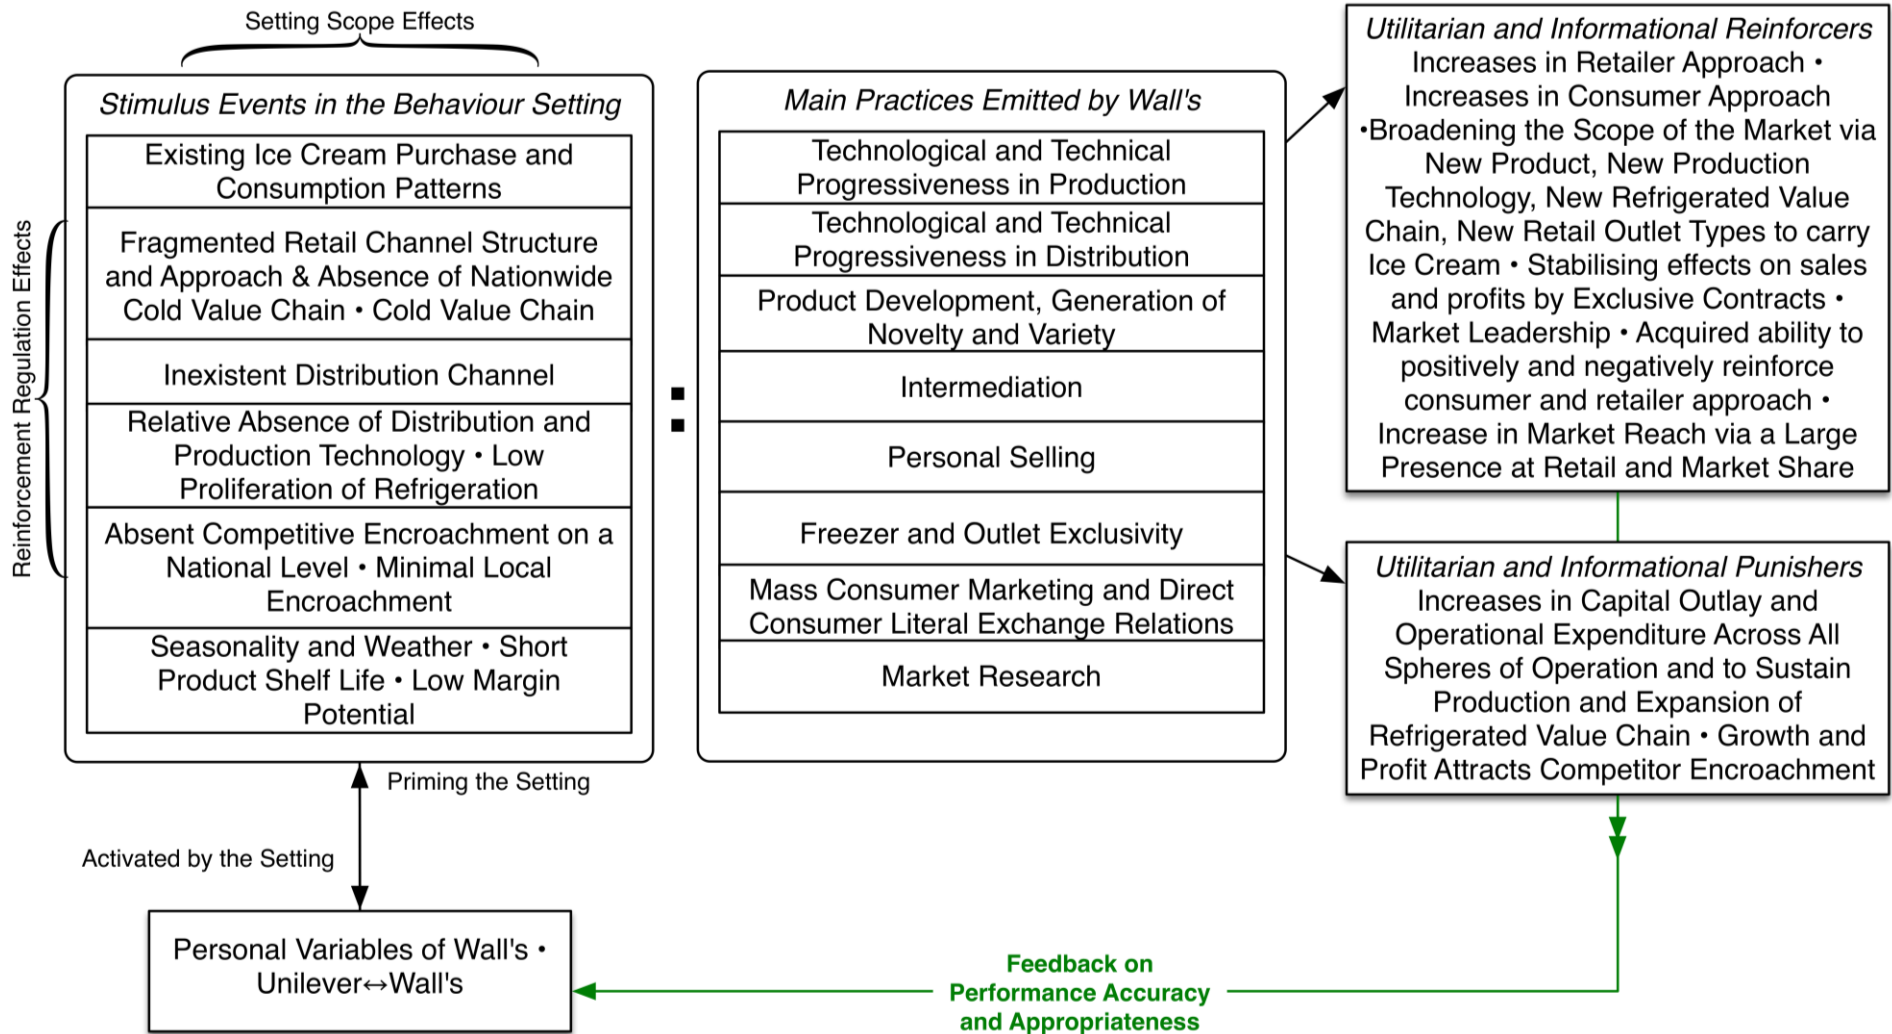 Setting Scope Effects
Reinforcement Regulation Effects
Stimulus Events in the Behaviour Setting
Existing Ice Cream Purchase and
Consumption Patterns
Fragmented Retail Channel Structure
and Approach & Absence of Nationwide
Cold Value Chain • Cold Value Chain
Inexistent Distribution Channel
Relative Absence of Distribution and
Production Technology • Low
Proliferation of Refrigeration
Absent Competitive Encroachment on a
National Level • Minimal Local
Encroachment
Seasonality and Weather • Short
Product Shelf Life • Low Margin
Potential
:
Main Practices Emitted by Wall's
Technological and Technical
Progressiveness in Production
Technological and Technical
Progressiveness in Distribution
Product Development, Generation of
Novelty and Variety
Intermediation
Personal Selling
Freezer and Outlet Exclusivity
Mass Consumer Marketing and Direct
Consumer Literal Exchange Relations
Market Research
Utilitarian and Informational Reinforcers
Increases in Retailer Approach •
Increases in Consumer Approach
•Broadening the Scope of the Market via
New Product, New Production
Technology, New Refrigerated Value
Chain, New Retail Outlet Types to carry
Ice Cream • Stabilising effects on sales
and profits by Exclusive Contracts •
Market Leadership • Acquired ability to
positively and negatively reinforce
consumer and retailer approach •
Increase in Market Reach via a Large
Presence at Retail and Market Share
Utilitarian and Informational Punishers
Increases in Capital Outlay and
Operational Expenditure Across All
Spheres of Operation and to Sustain
Production and Expansion of
Refrigerated Value Chain • Growth and
Profit Attracts Competitor Encroachment
Priming the Setting
Activated by the Setting
Personal Variables of Wall's •
Unilever↔Wall's
Feedback on
Performance Accuracy
and Appropriateness